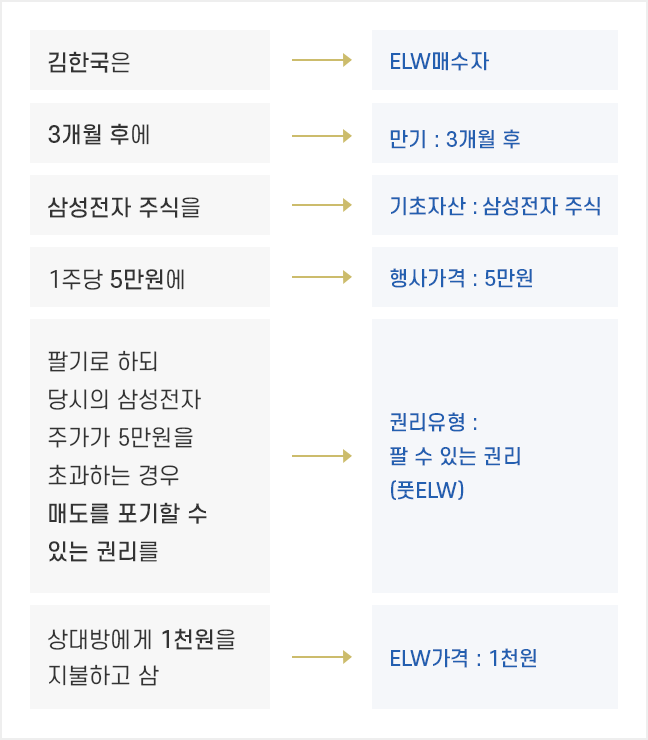 김한국은
ELW매수자
3개월 후에
만기 : 3개월 후
삼성전자 주식을
기초자산 : 삼성전자 주식
1주당 5만원에
행사가격 : 5만원
팔기로 하되
당시의 삼성전자
주가가 5만원을
초과하는 경우
매도를 포기할 수
있는 권리를
권리유형 :
팔 수 있는 권리
(풋ELW)
상대방에게 1천원을
지불하고 삼
ELW가격 : 1천원